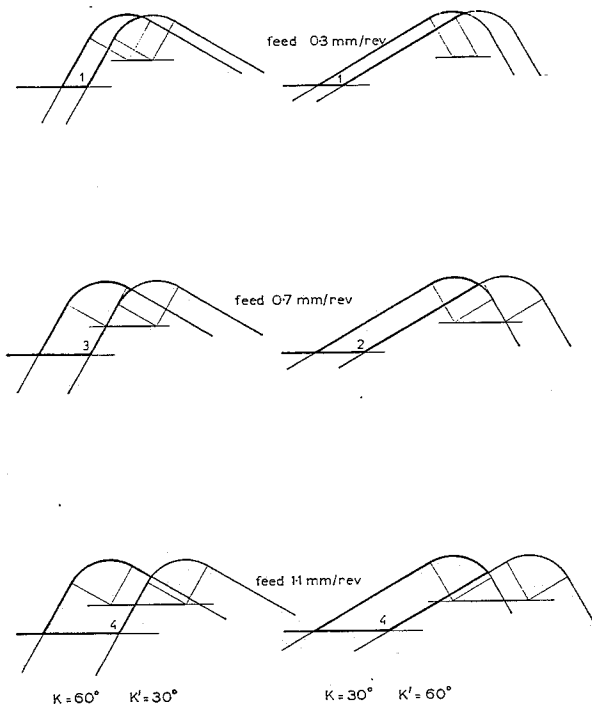 feed 0·3 mm/rev
1 1
feed 0·7 mm/rev
3 2
feed 1·1 mm/rev
4 4
K = 60° K' = 30° K = 30° K' = 60°